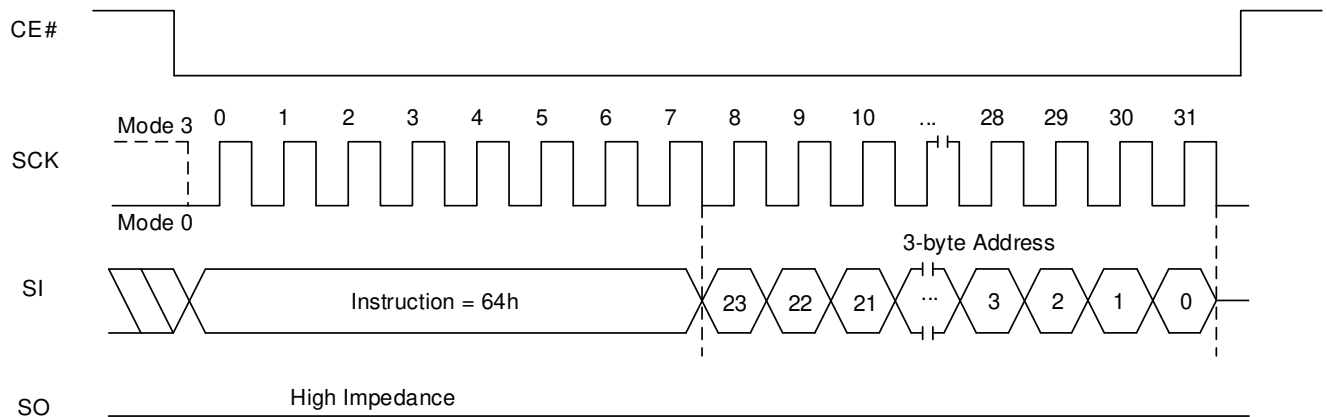 CE#
Mode 3 0 1 2 3 4 5 6 7 8 9 10 ... 28 29 30 31
SCK
Mode 0
3-byte Address
SI Instruction = 64h 23 22 21 ... 3 2 1 0
SO High Impedance